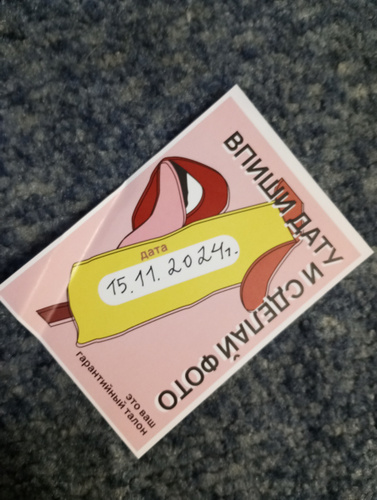 ВПИШИ ДАТУ
И СДЕЛАЙ ФОТО
дата
15.11.2024г.
это ваш
гарантийный талон